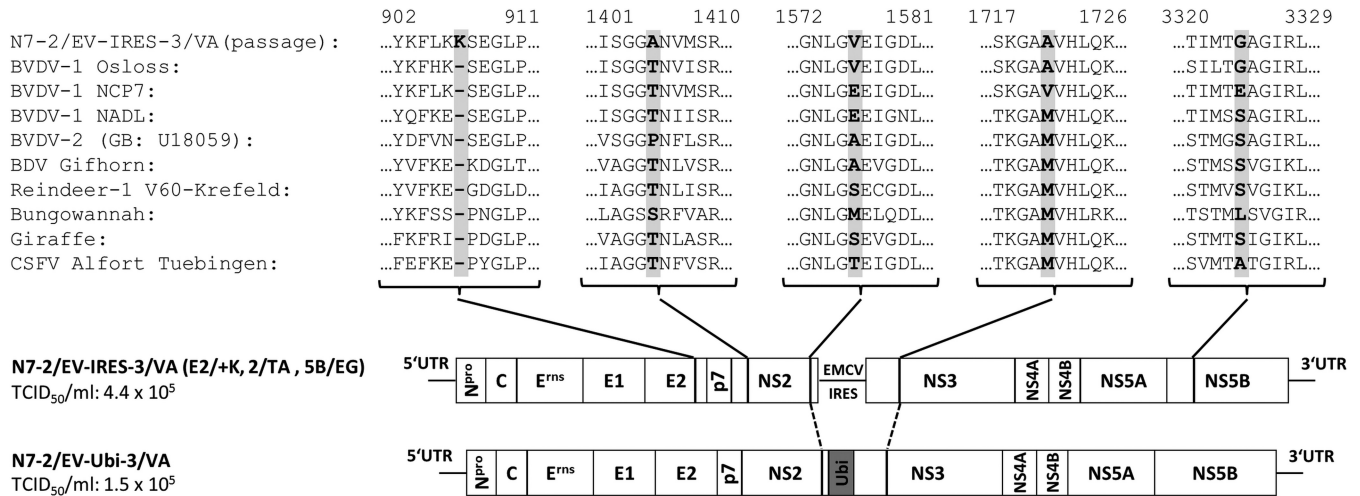 902 911 1401 1410 1572 1581 1717 1726 3320 3329
N7-2/EV-IRES-3/VA(passage): …YKFLKKSEGLP… …ISGGANVMSR… …GNLGVEIGDL… …SKGAAVHLQK… …TIMTGAGIRL…
BVDV-1 Osloss: …YKFHK-SEGLP… …ISGGTNVISR… …GNLGVEIGDL… …SKGAAVHLQK… …SILTGAGIRL…
BVDV-1 NCP7: …YKFLK-SEGLP… …ISGGTNVMSR… …GNLGEEIGDL… …SKGAVVHLQK… …TIMTEAGIRL…
BVDV-1 NADL: …YQFKE-SEGLP… …ISGGTNIISR… …GNLGEEIGNL… …TKGAMVHLQK… …TIMSSAGIRL…
BVDV-2 (GB: U18059): …YDFVN-SEGLP… …VSGGPNFLSR… …GNLGAEIGDL… …TKGAMVHLQK… …STMGSAGIRL…
BDV Gifhorn: …YVFKE-KDGLT… …VAGGTNLVSR… …GNLGAEVGDL… …TKGAMVHLQK… …STMSSVGIRL…
Reindeer-1 V60-Krefeld: …YVFKE-GDGLD… …IAGGTNLISR… …GNLGSECGDL… …TKGAMVHLQK… …STMVSVGIKL…
Bungowannah: …YKFSS-PNGLP… …LAGSSRFVAR… …GNLGMELQDL… …TKGAMVHLRK… …TSTMLSVGIR…
Giraffe: …FKFRI-PDGLP… …VAGGTNLASR… …GNLGSEVGDL… …TKGAMVHLQK… …STMTSIGIKL…
CSFV Alfort Tuebingen: …FEFKE-PYGLP… …IAGGTNFVSR… …GNLGTEIGDL… …TKGAMVHLQK… …SVMTATGIRL…
N7-2/EV-IRES-3/VA (E2/+K, 2/TA , 5B/EG)
TCID50/ml: 4.4 x 10⁵
5‘UTR Npro C Erns E1 E2 p7 NS2 EMCV IRES NS3 NS4A NS4B NS5A NS5B 3‘UTR
N7-2/EV-Ubi-3/VA
TCID50/ml: 1.5 x 10⁵
5‘UTR Npro C Erns E1 E2 p7 NS2 Ubi NS3 NS4A NS4B NS5A NS5B 3‘UTR